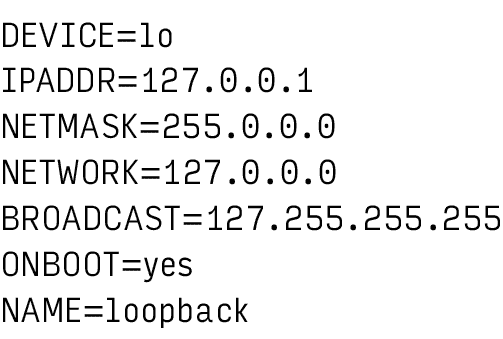 DEVICE=lo
IPADDR=127.0.0.1
NETMASK=255.0.0.0
NETWORK=127.0.0.0
BROADCAST=127.255.255.255
ONBOOT=yes
NAME=loopback